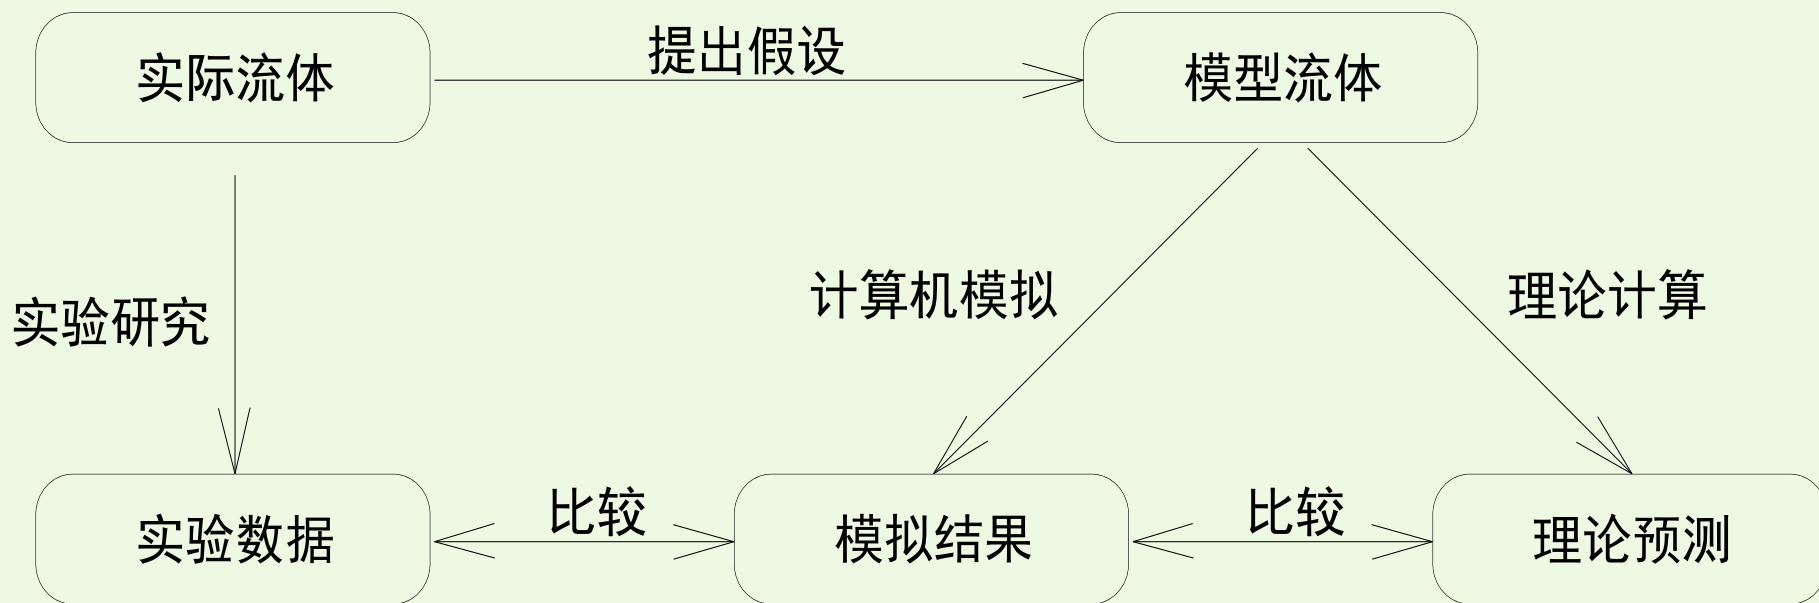 实际流体
提出假设
模型流体
实验研究
计算机模拟
理论计算
实验数据
比较
模拟结果
比较
理论预测